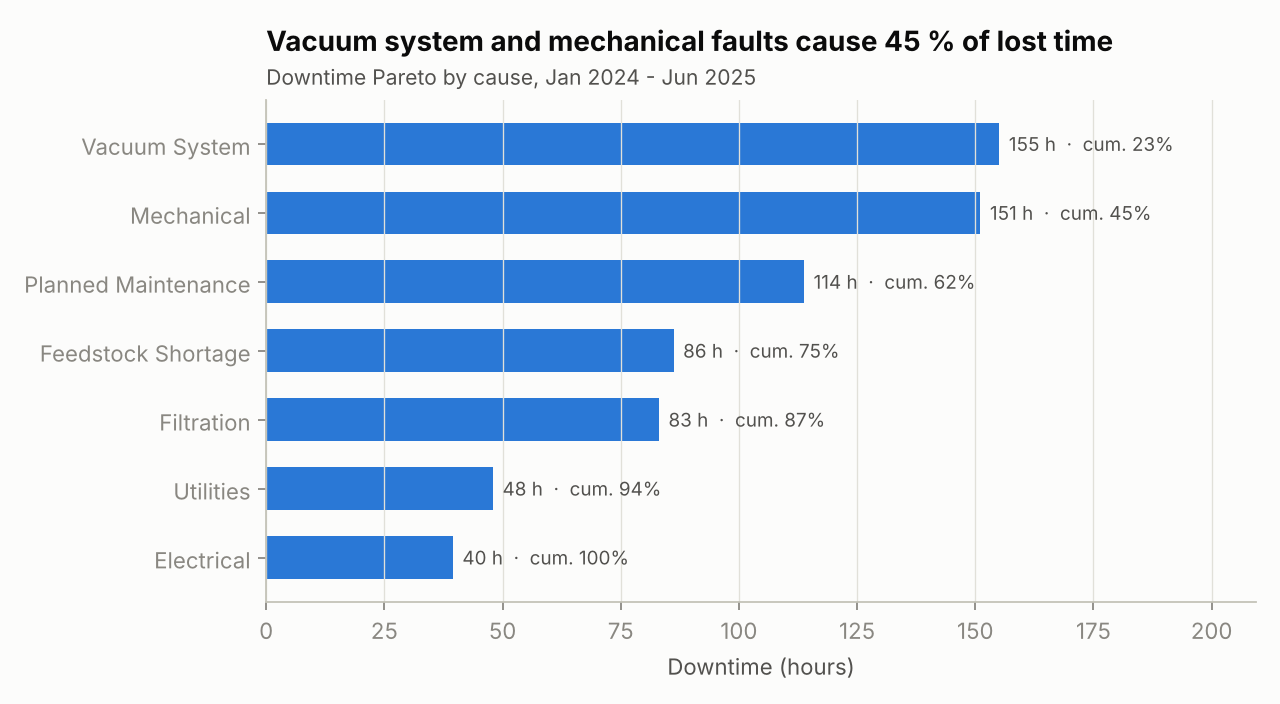 Vacuum system and mechanical faults cause 45 % of lost time
Downtime Pareto by cause, Jan 2024 - Jun 2025
Vacuum System 155 h · cum. 23%
Mechanical 151 h · cum. 45%
Planned Maintenance 114 h · cum. 62%
Feedstock Shortage 86 h · cum. 75%
Filtration 83 h · cum. 87%
Utilities 48 h · cum. 94%
Electrical 40 h · cum. 100%
0 25 50 75 100 125 150 175 200
Downtime (hours)